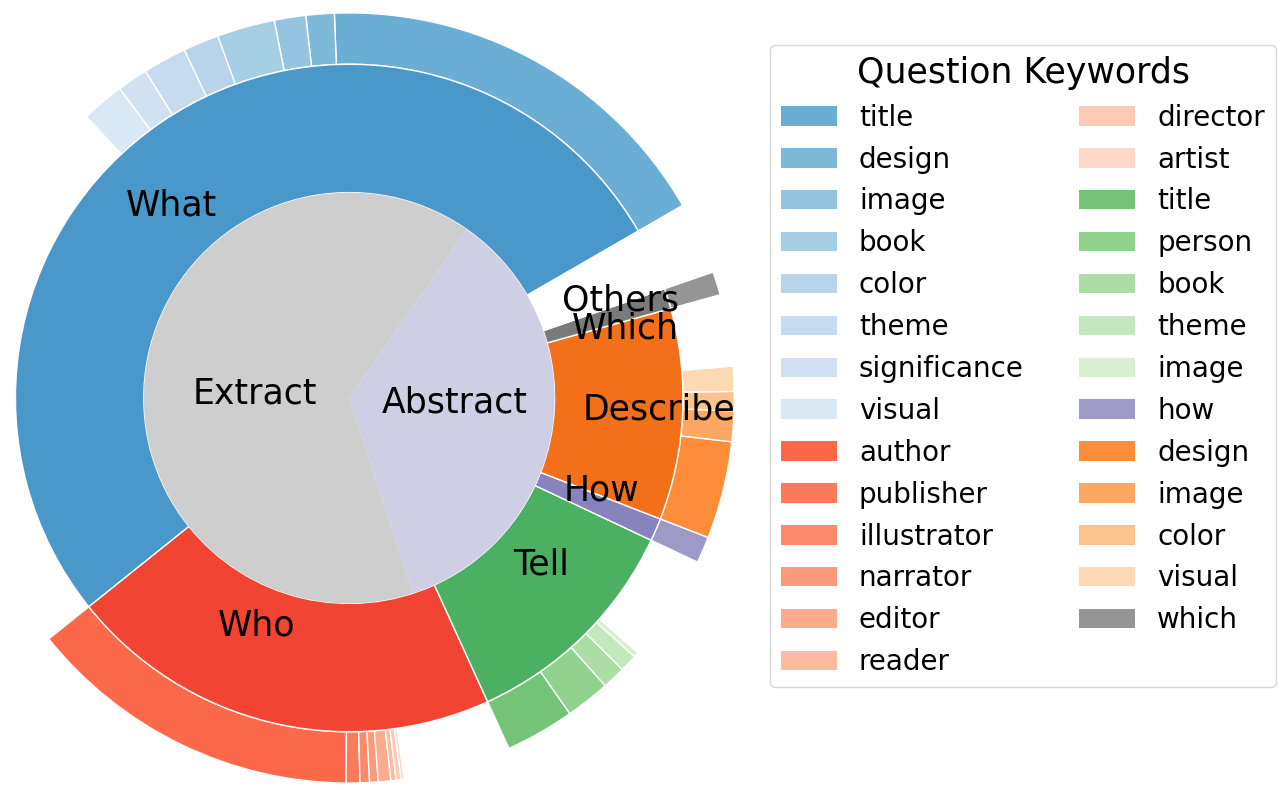 What
Others
Which
Extract
Abstract
Describe
How
Tell
Who
Question Keywords
title
design
image
book
color
theme
significance
visual
author
publisher
illustrator
narrator
editor
reader
director
artist
title
person
book
theme
image
how
design
image
color
visual
which